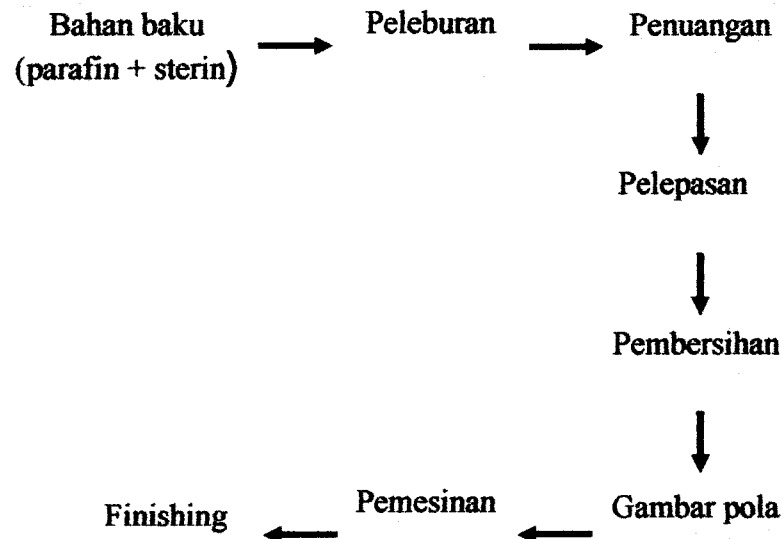 Bahan baku
(parafin + sterin)
Peleburan
Penuangan
Pelepasan
Pembersihan
Gambar pola
Pemesinan
Finishing